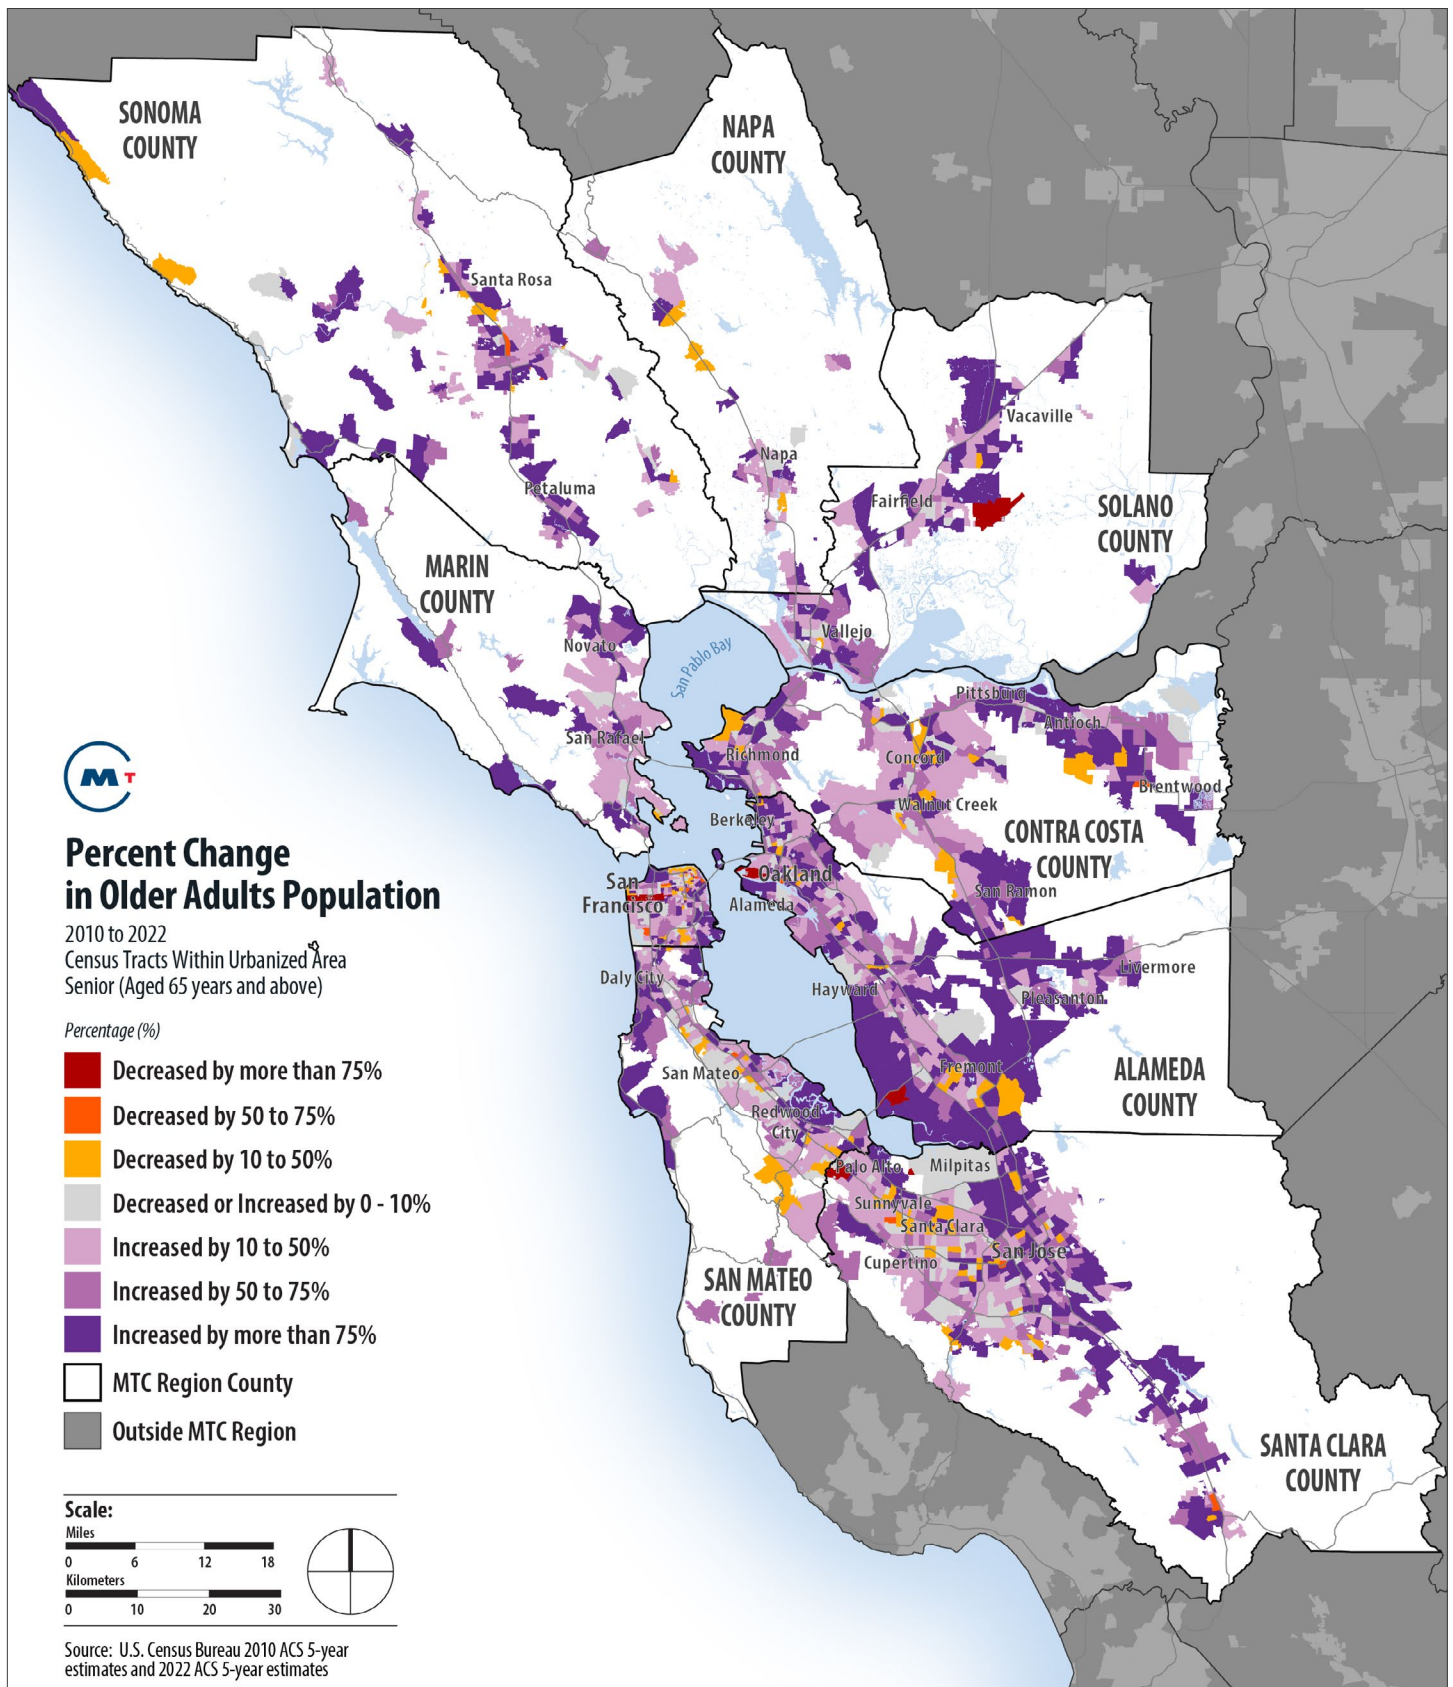 SONOMA
COUNTY
NAPA
COUNTY
Santa Rosa
Vacaville
Napa
Petaluma
Fairfield
SOLANO
COUNTY
MARIN
COUNTY
Vallejo
Novato
San Pablo Bay
Pittsburg
Antioch
San Rafael
Richmond
Concord
Brentwood
Walnut Creek
Berkeley
CONTRA COSTA
COUNTY
Oakland
San
Francisco
San Ramon
Alameda
Daly City
Livermore
Hayward
Pleasanton
San Mateo
Fremont
ALAMEDA
COUNTY
Redwood
City
Palo Alto
Milpitas
Sunnyvale
Santa Clara
San Jose
Cupertino
SAN MATEO
COUNTY
SANTA CLARA
COUNTY
M T
Percent Change
in Older Adults Population
2010 to 2022
Census Tracts Within Urbanized Area
Senior (Aged 65 years and above)
Percentage (%)
Decreased by more than 75%
Decreased by 50 to 75%
Decreased by 10 to 50%
Decreased or Increased by 0 - 10%
Increased by 10 to 50%
Increased by 50 to 75%
Increased by more than 75%
MTC Region County
Outside MTC Region
Scale:
Miles
0 6 12 18
Kilometers
0 10 20 30
Source: U.S. Census Bureau 2010 ACS 5-year
estimates and 2022 ACS 5-year estimates